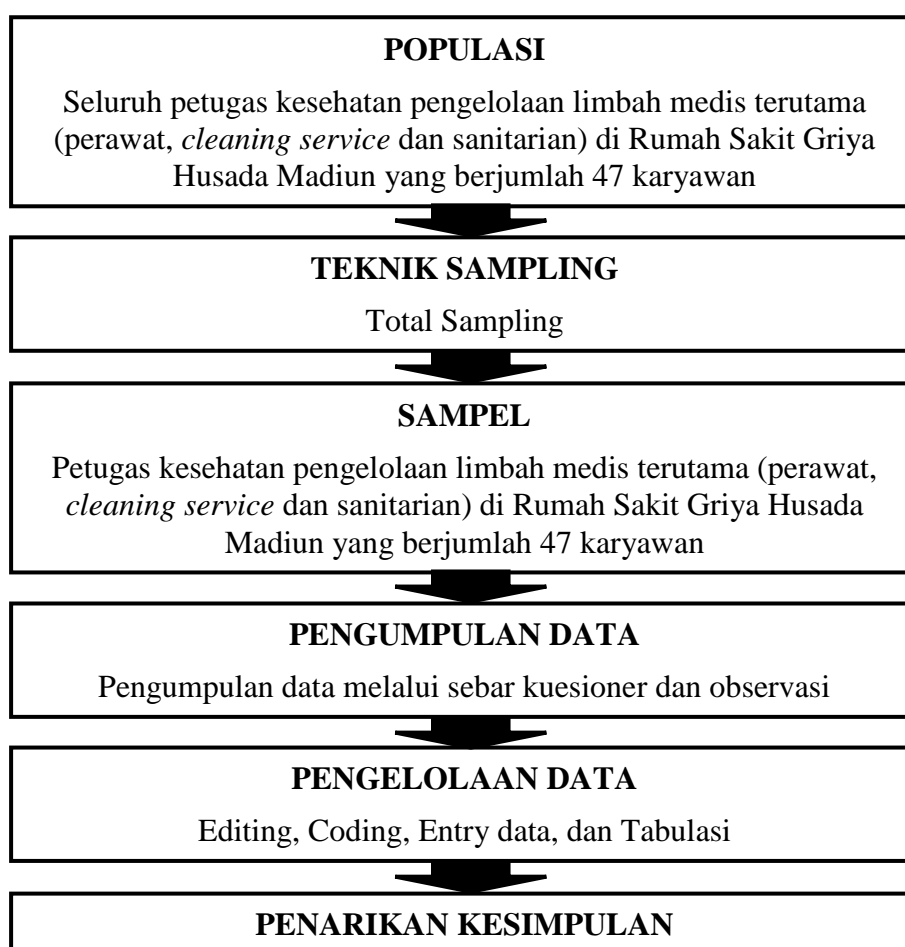 POPULASI
Seluruh petugas kesehatan pengelolaan limbah medis terutama
(perawat, cleaning service dan sanitarian) di Rumah Sakit Griya
Husada Madiun yang berjumlah 47 karyawan
TEKNIK SAMPLING
Total Sampling
SAMPEL
Petugas kesehatan pengelolaan limbah medis terutama (perawat,
cleaning service dan sanitarian) di Rumah Sakit Griya Husada
Madiun yang berjumlah 47 karyawan
PENGUMPULAN DATA
Pengumpulan data melalui sebar kuesioner dan observasi
PENGELOLAAN DATA
Editing, Coding, Entry data, dan Tabulasi
PENARIKAN KESIMPULAN